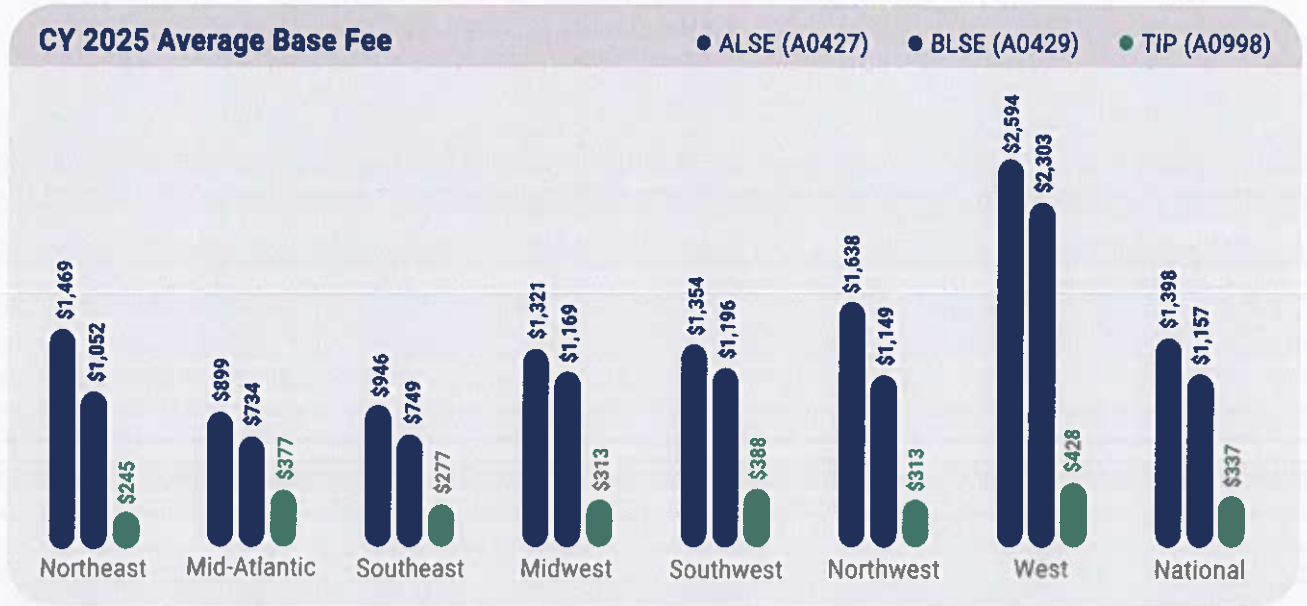 CY 2025 Average Base Fee
ALSE (A0427) BLSE (A0429) TIP (A0998)
$1,469 $1,052 $245
$899 $734 $377
$946 $749 $277
$1,321 $1,169 $313
$1,354 $1,196 $388
$1,638 $1,149 $313
$2,594 $2,303 $428
$1,398 $1,157 $337
Northeast Mid-Atlantic Southeast Midwest Southwest Northwest West National